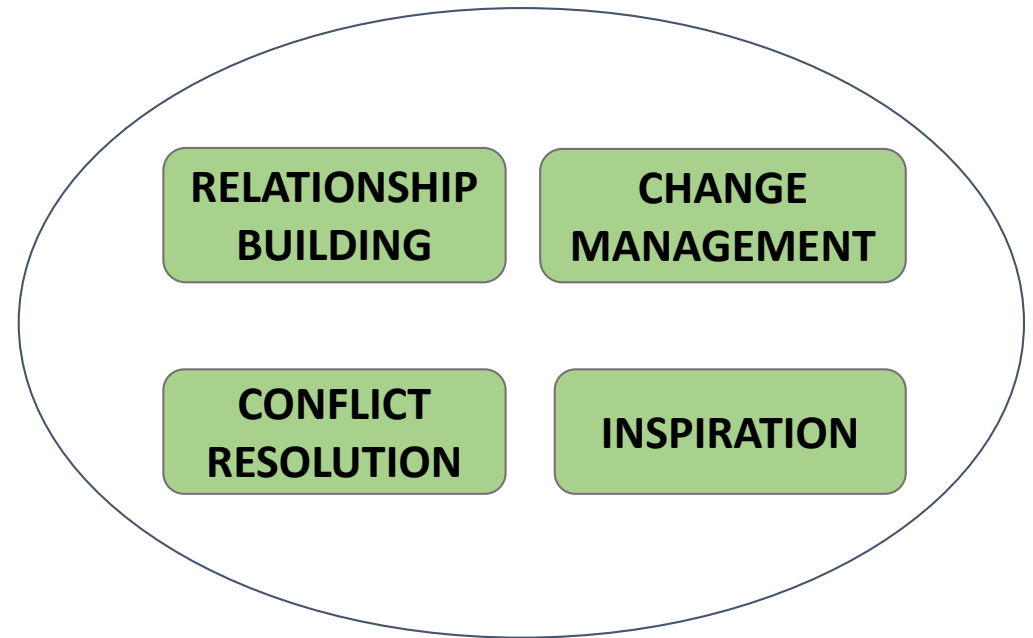 RELATIONSHIP
BUILDING
CHANGE
MANAGEMENT
CONFLICT
RESOLUTION
INSPIRATION